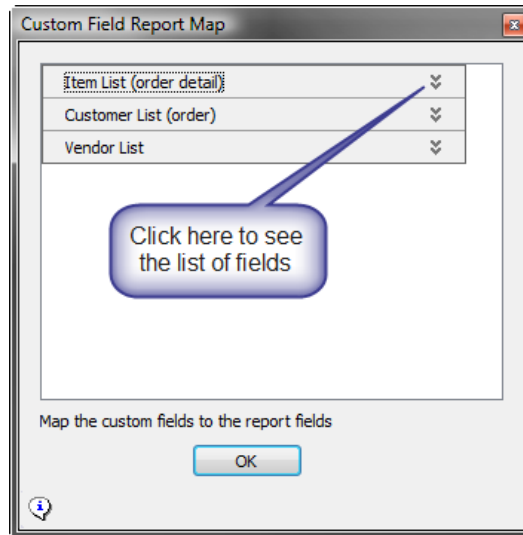 Custom Field Report Map
Item List (order detail)
Customer List (order)
Vendor List
Click here to see
the list of fields
Map the custom fields to the report fields
OK